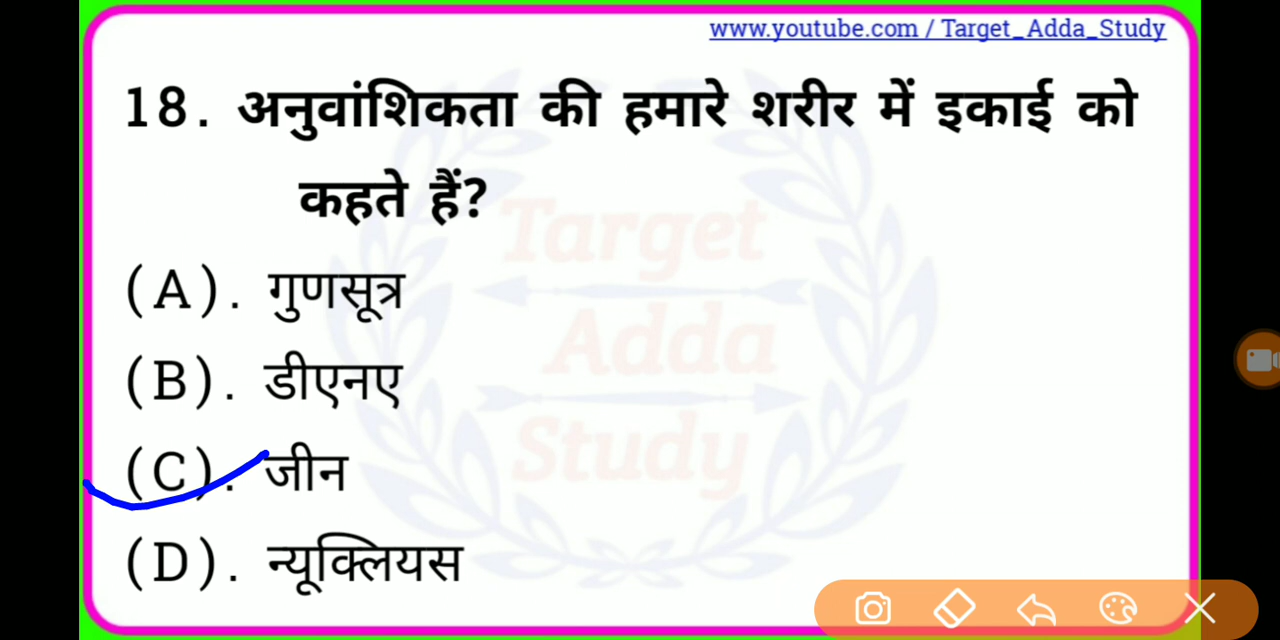 www.youtube.com / Target_Adda_Study
18. अनुवांशिकता की हमारे शरीर में इकाई को
कहते हैं?
(A). गुणसूत्र
(B). डीएनए
(C). जीन
(D). न्यूक्लियस
Target
Adda
Study